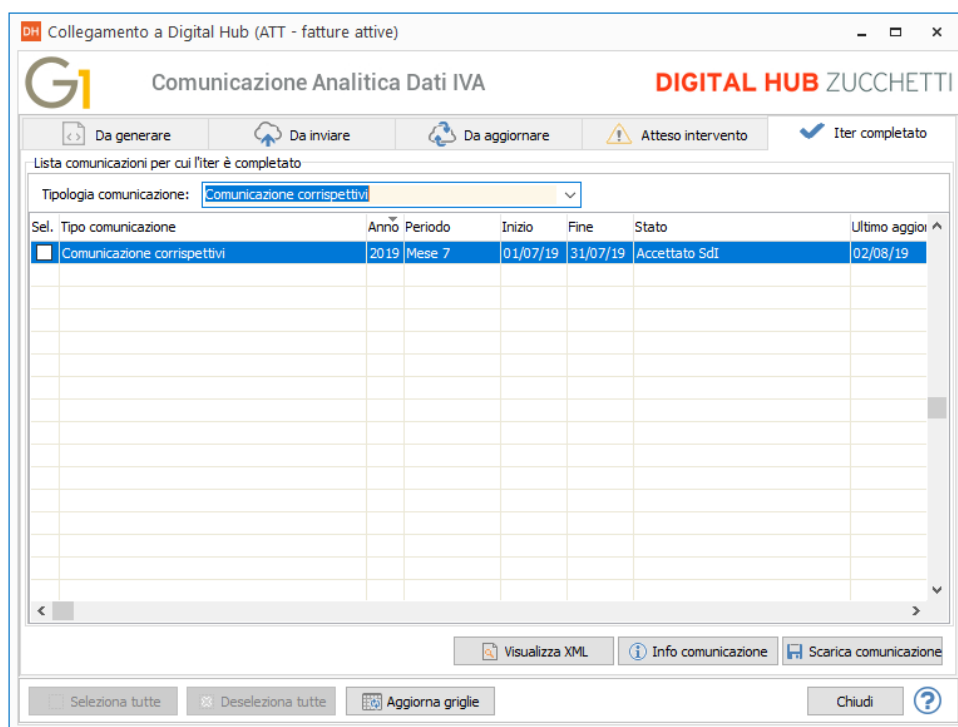 DH Collegamento a Digital Hub (ATT - fatture attive)
G1 Comunicazione Analitica Dati IVA DIGITAL HUB ZUCCHETTI
Da generare Da inviare Da aggiornare Atteso intervento Iter completato
Lista comunicazioni per cui l'iter è completato
Tipologia comunicazione: Comunicazione corrispettivi
Sel. Tipo comunicazione Anno Periodo Inizio Fine Stato Ultimo aggior
Comunicazione corrispettivi 2019 Mese 7 01/07/19 31/07/19 Accettato SdI 02/08/19
Visualizza XML Info comunicazione Scarica comunicazione
Seleziona tutte Deseleziona tutte Aggiorna griglie Chiudi ?